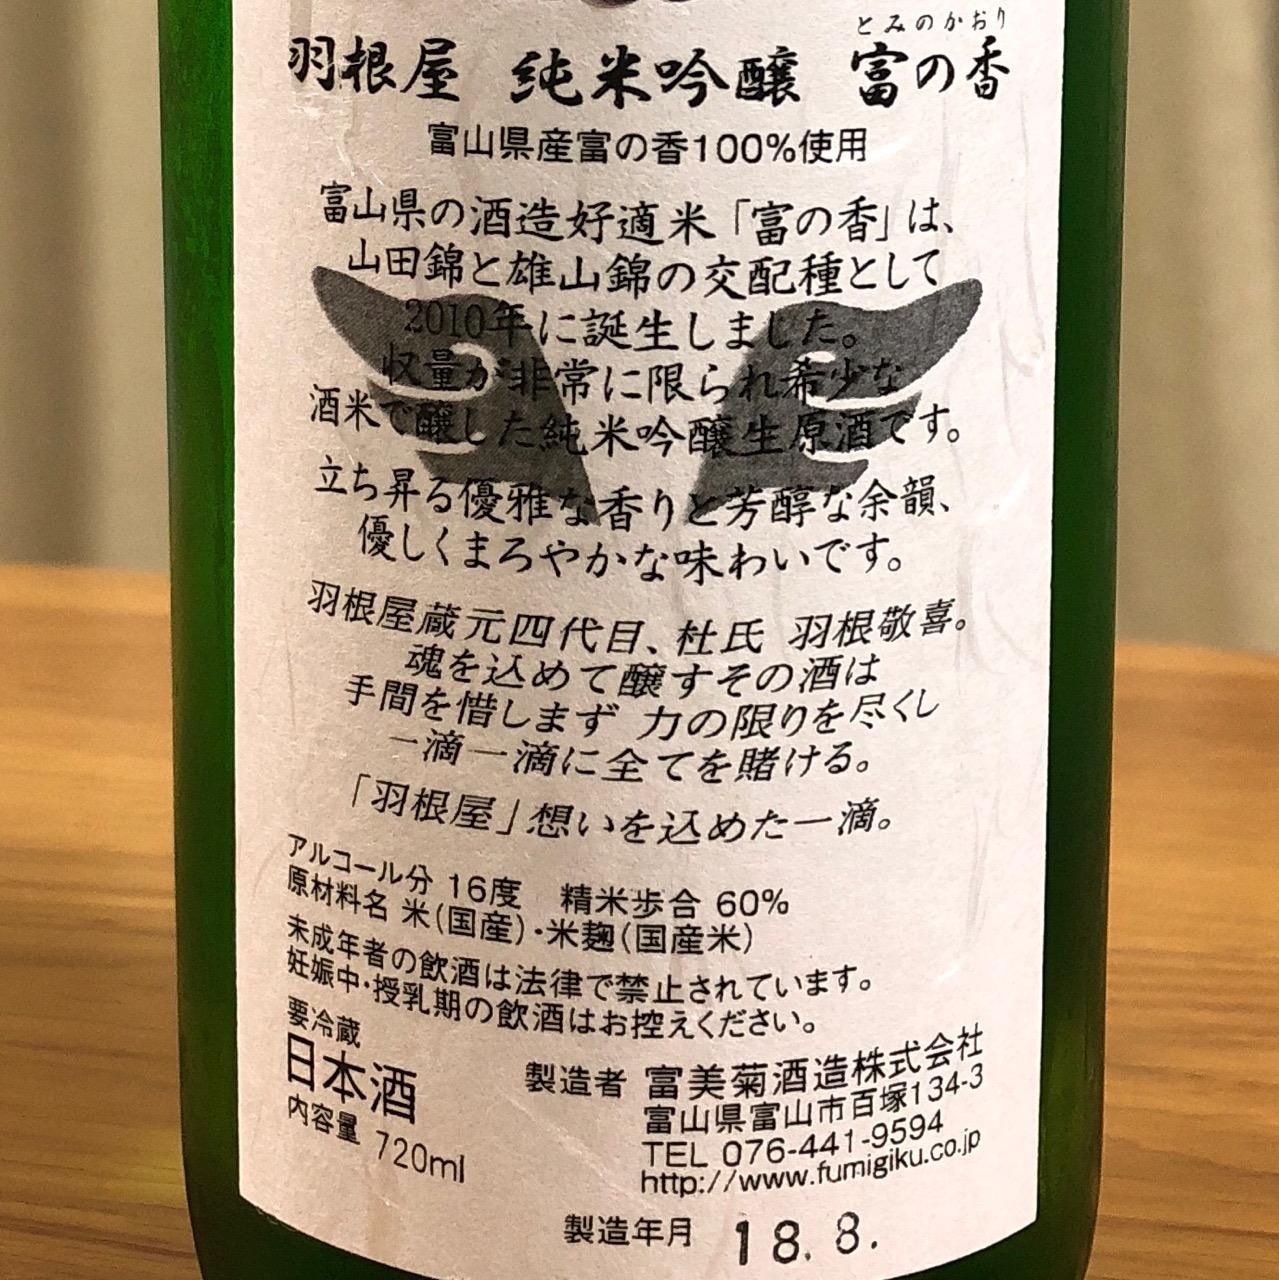 とみのかおり
羽根屋 純米吟醸 富の香
富山県産富の香100%使用
富山県の酒造好適米「富の香」は、
山田錦と雄山錦の交配種として
2010年に誕生しました。
収量が非常に限られ希少な
酒米で醸した純米吟醸生原酒です。
立ち昇る優雅な香りと芳醇な余韻、
優しくまろやかな味わいです。
羽根屋蔵元四代目、杜氏 羽根敬喜。
魂を込めて醸すその酒は
手間を惜しまず 力の限りを尽くし
一滴一滴に全てを賭ける。
「羽根屋」想いを込めた一滴。
アルコール分 16度 精米歩合 60%
原材料名 米(国産)・米麹(国産米)
未成年者の飲酒は法律で禁止されています。
妊娠中・授乳期の飲酒はお控えください。
要冷蔵
日本酒
内容量 720ml
製造者 富美菊酒造株式会社
富山県富山市百塚134-3
TEL 076-441-9594
http://www.fumigiku.co.jp
製造年月 18.8.